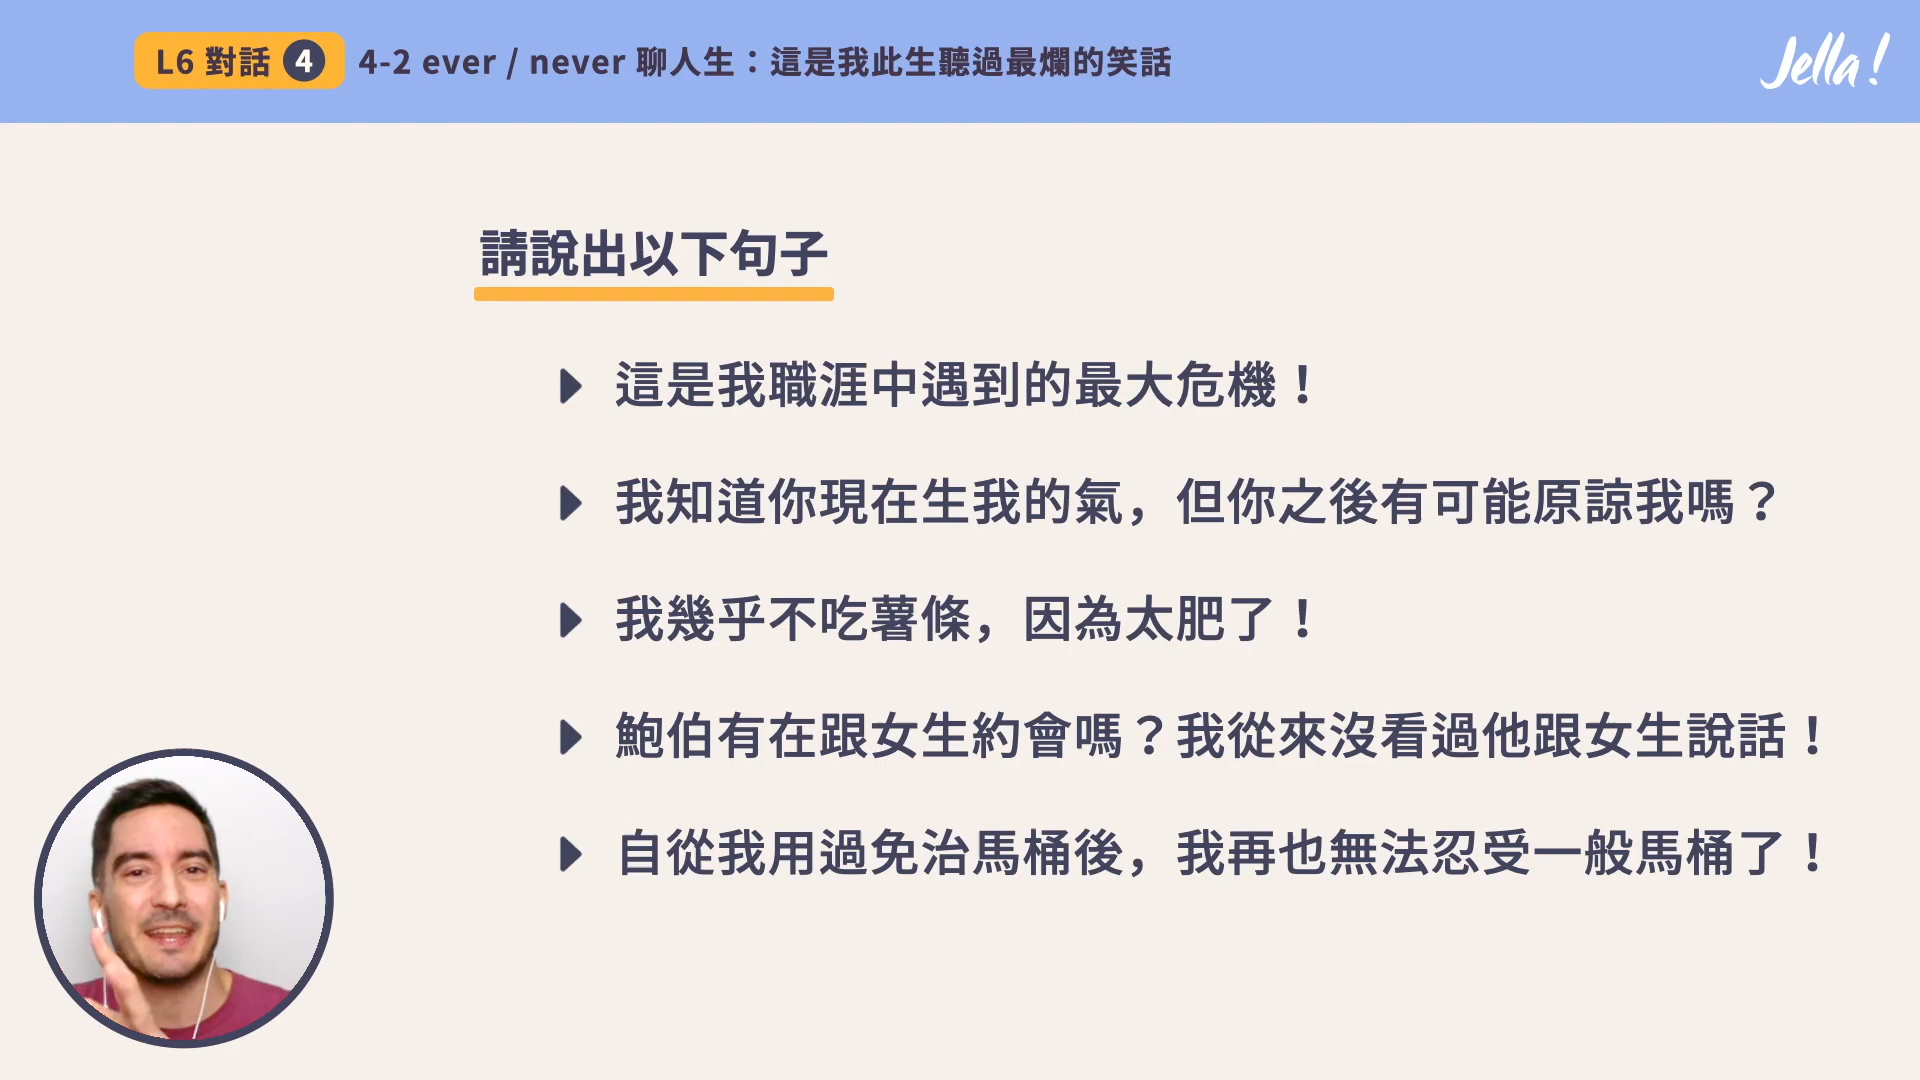 L6 對話 4 4-2 ever / never 聊人生：這是我此生聽過最爛的笑話
Jella!
請說出以下句子
這是我職涯中遇到的最大危機！
我知道你現在生我的氣，但你之後有可能原諒我嗎？
我幾乎不吃薯條，因為太肥了！
鮑伯有在跟女生約會嗎？我從來沒看過他跟女生說話！
自從我用過免治馬桶後，我再也無法忍受一般馬桶了！